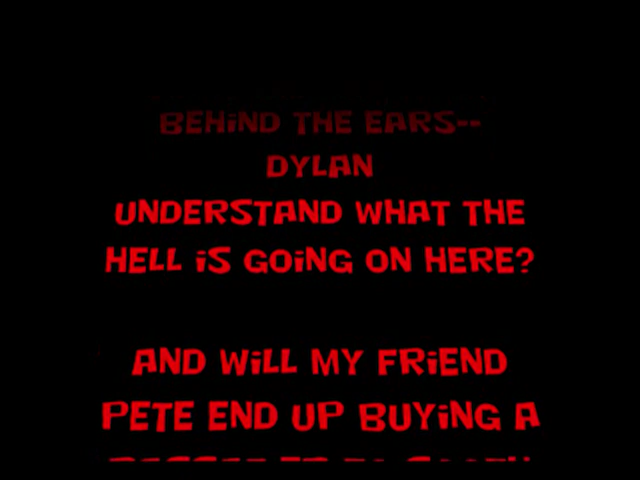 BEHiND THE EARS--
DYLAN
UNDERSTAND WHAT THE
HELL iS GOiNG ON HERE?
AND WiLL MY FRiEND
PETE END UP BUYiNG A